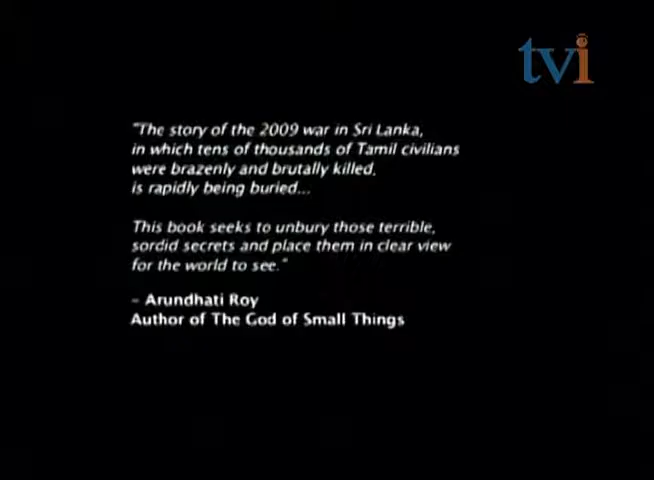 tvi
"The story of the 2009 war in Sri Lanka,
in which tens of thousands of Tamil civilians
were brazenly and brutally killed,
is rapidly being buried...
This book seeks to unbury those terrible,
sordid secrets and place them in clear view
for the world to see."
– Arundhati Roy
Author of The God of Small Things